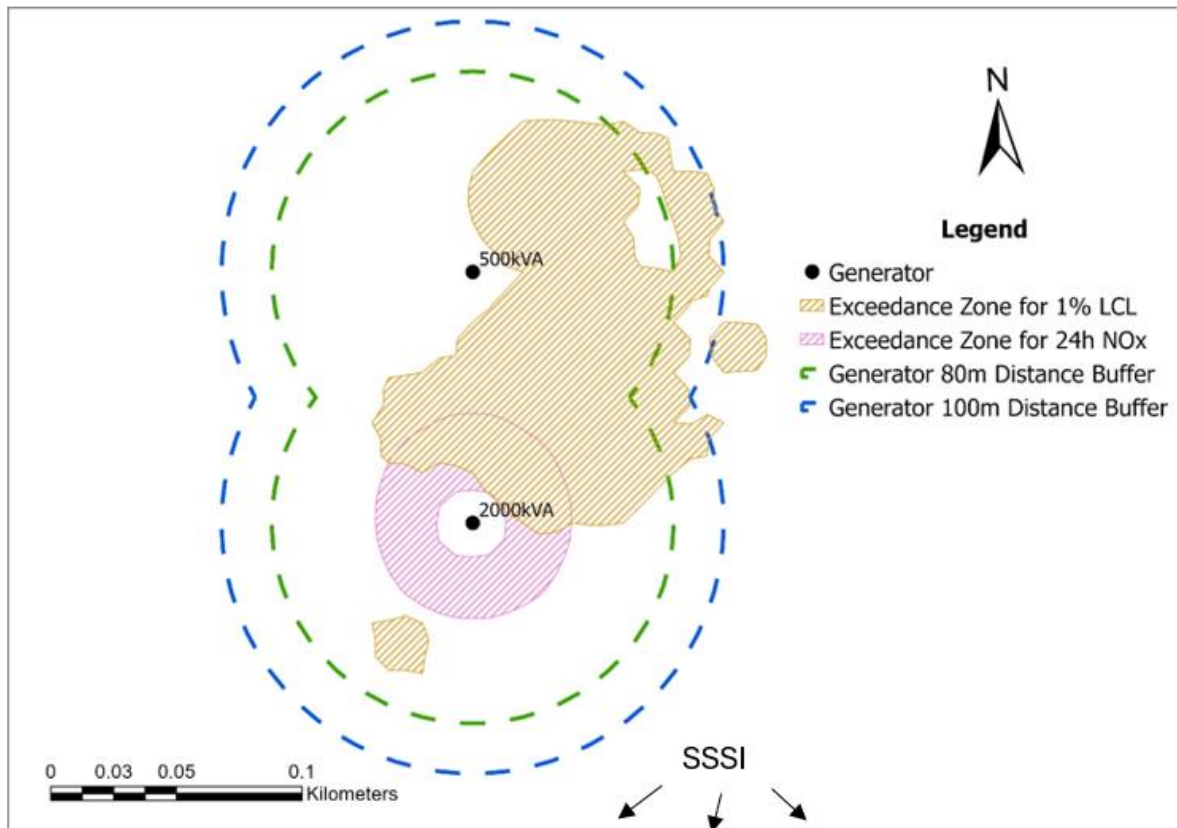 N
Legend
Generator
Exceedance Zone for 1% LCL
Exceedance Zone for 24h NOx
Generator 80m Distance Buffer
Generator 100m Distance Buffer
500kVA
2000kVA
SSSI
0 0.03 0.05 0.1
Kilometers